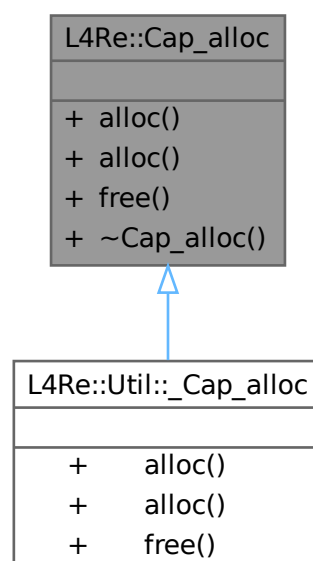 L4Re::Cap_alloc
+ alloc()
+ alloc()
+ free()
+ ~Cap_alloc()
L4Re::Util::_Cap_alloc
+ alloc()
+ alloc()
+ free()